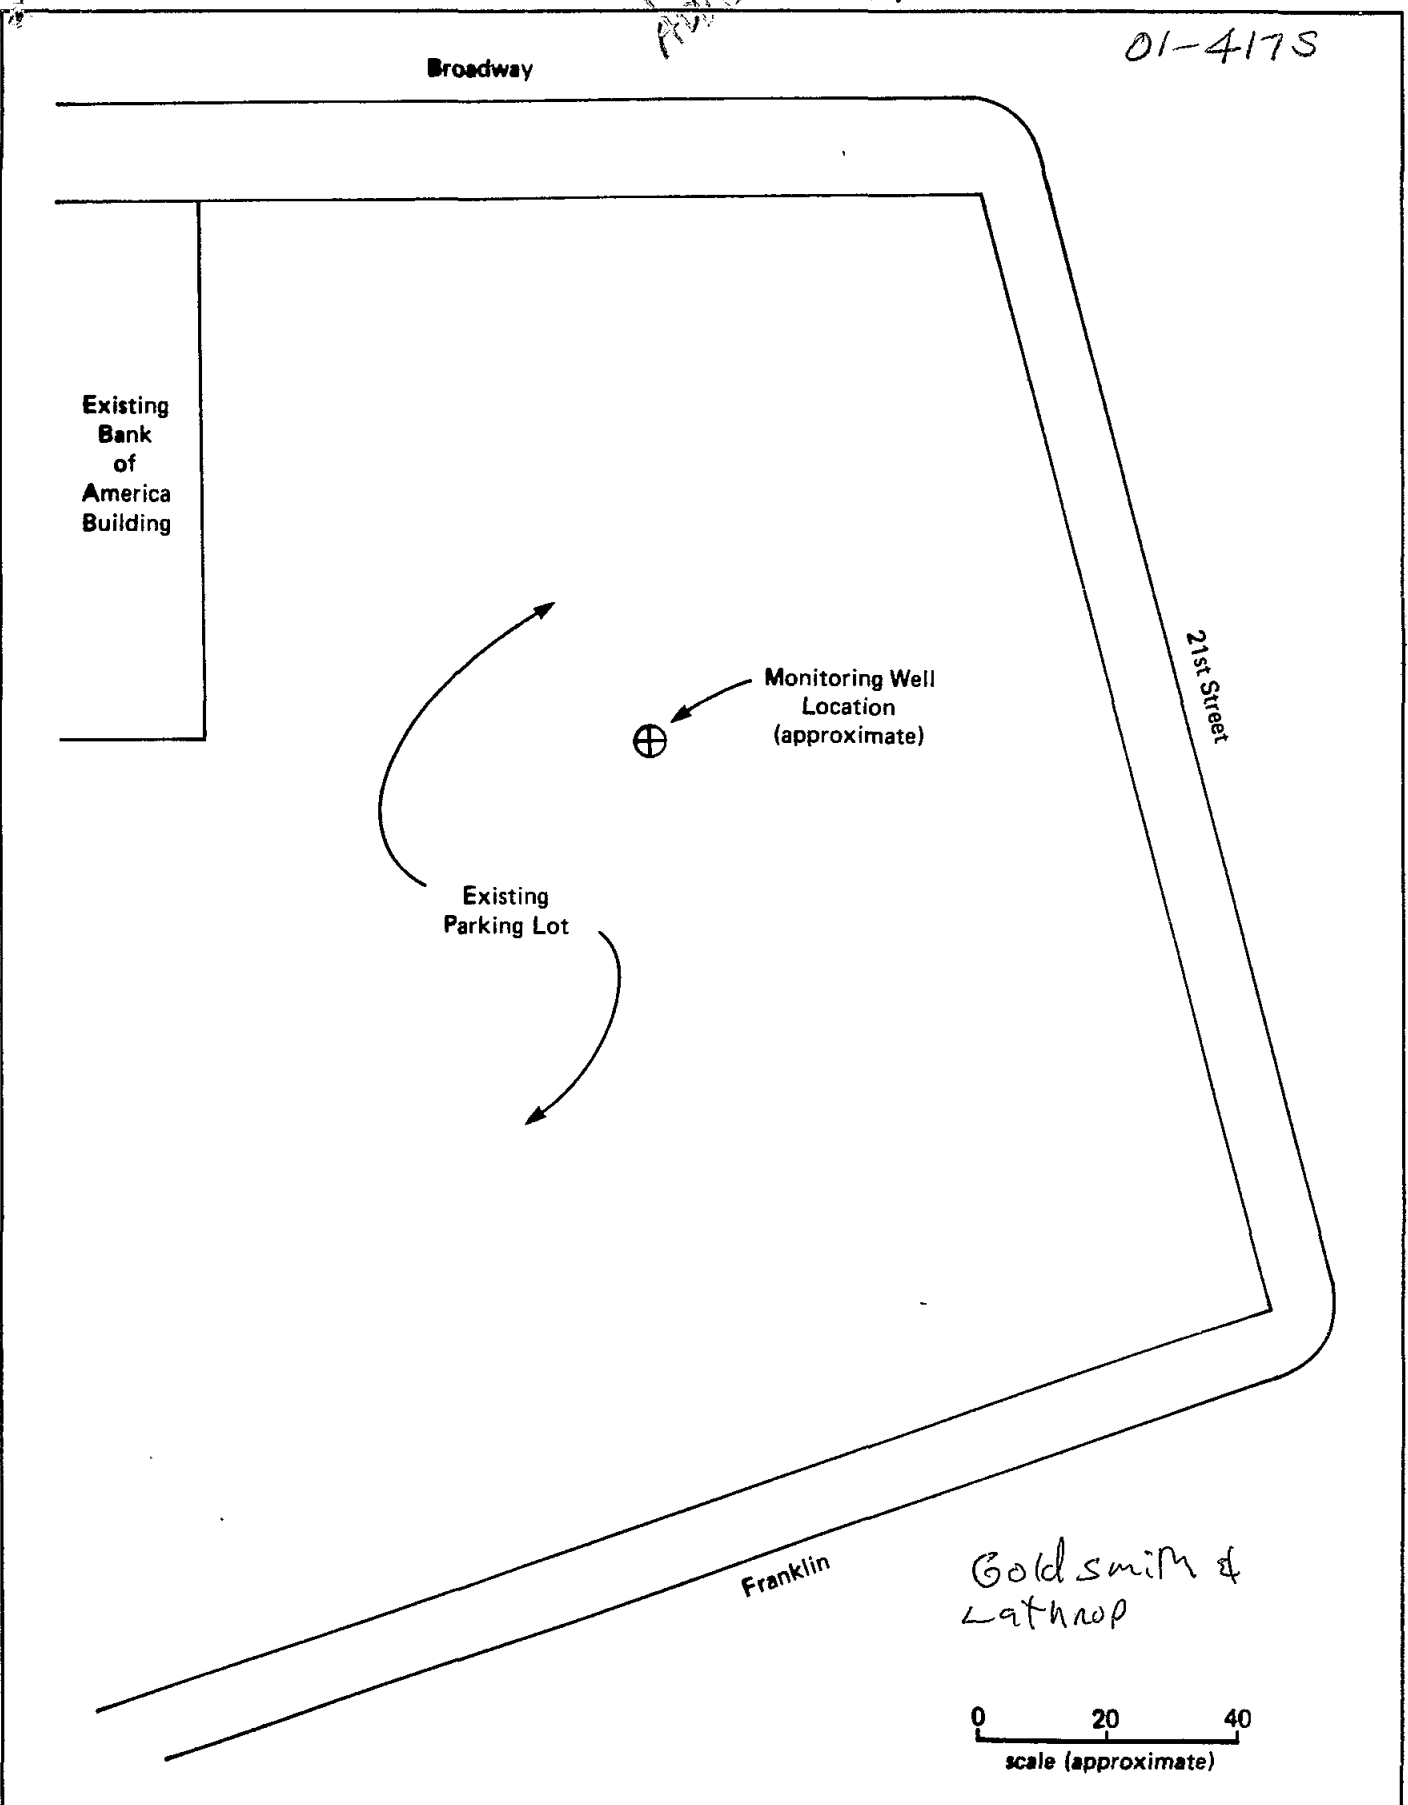 01-417S
Broadway
Existing
Bank
of
America
Building
21st Street
Monitoring Well
Location
(approximate)
Existing
Parking Lot
Franklin
Goldsmith &
Lathrop
0 20 40
scale (approximate)